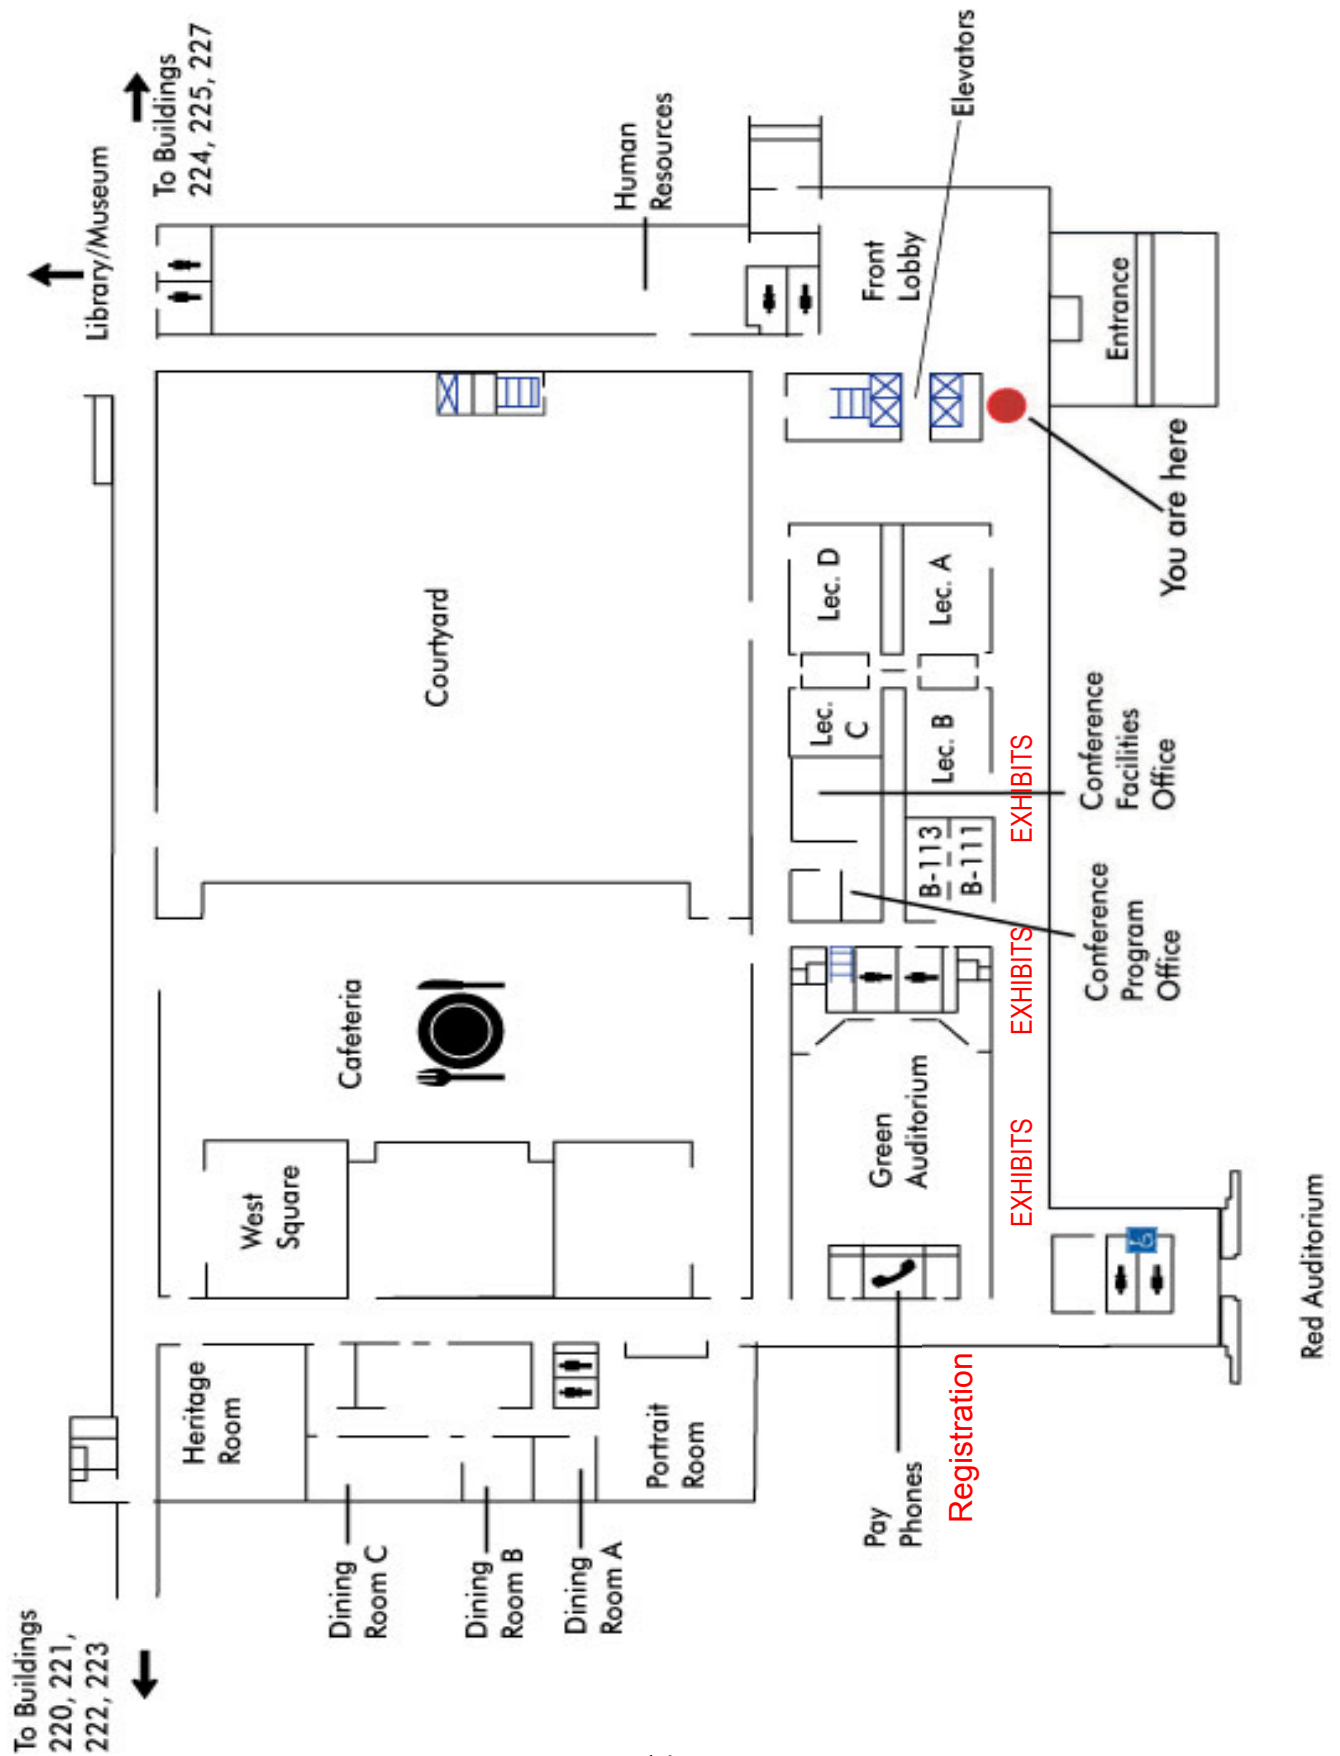 To Buildings
220, 221,
222, 223
Library/Museum
To Buildings
224, 225, 227
Heritage
Room
West
Square
Cafeteria
Courtyard
Human
Resources
Dining
Room C
Dining
Room B
Dining
Room A
Portrait
Room
Pay
Phones
Registration
Green
Auditorium
Conference
Program
Office
B-113
B-111
Conference
Facilities
Office
Lec.
C
Lec. B
Lec. D
Lec. A
EXHIBITS
EXHIBITS
EXHIBITS
Front
Lobby
Elevators
Entrance
You are here
Red Auditorium